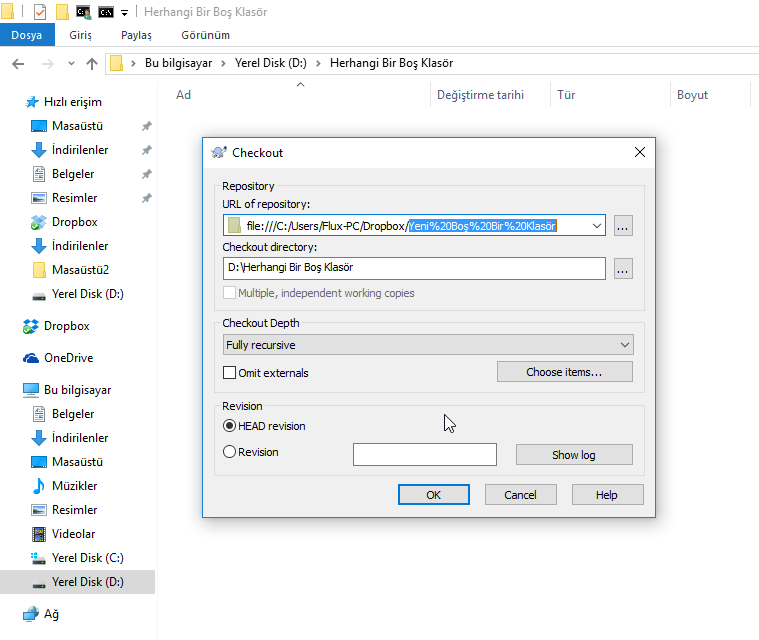 Herhangi Bir Boş Klasör
Dosya
Giriş
Paylaş
Görünüm
Bu bilgisayar
Yerel Disk (D:)
Herhangi Bir Boş Klasör
Ad
Değiştirme tarihi
Tür
Boyut
Hızlı erişim
Masaüstü
İndirilenler
Belgeler
Resimler
Dropbox
İndirilenler
Masaüstü2
Yerel Disk (D:)
Dropbox
OneDrive
Bu bilgisayar
Belgeler
İndirilenler
Masaüstü
Müzikler
Resimler
Videolar
Yerel Disk (C:)
Yerel Disk (D:)
Ağ
Checkout
Repository
URL of repository:
file:///C:/Users/Flux-PC/Dropbox/Yeni%20Boş%20Bir%20Klasör
...
Checkout directory:
D:\Herhangi Bir Boş Klasör
...
Multiple, independent working copies
Checkout Depth
Fully recursive
Omit externals
Choose items...
Revision
HEAD revision
Revision
Show log
OK
Cancel
Help